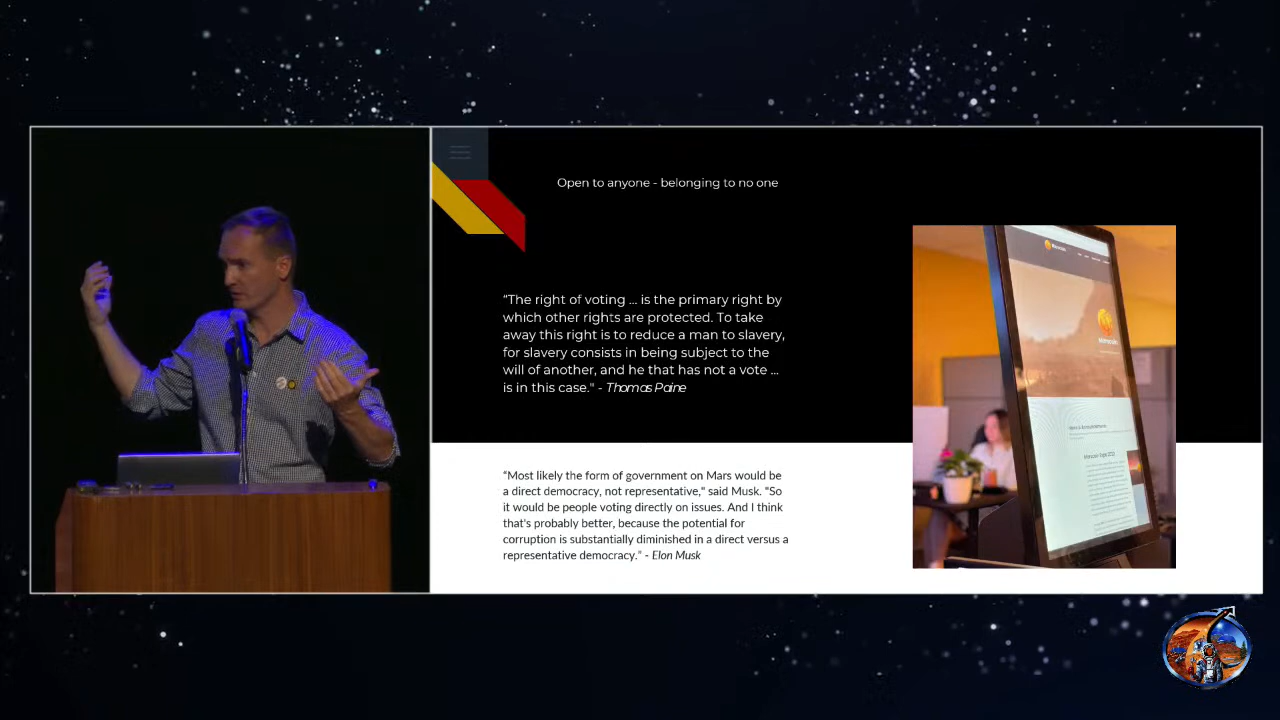 Open to anyone - belonging to no one
"The right of voting ... is the primary right by
which other rights are protected. To take
away this right is to reduce a man to slavery,
for slavery consists in being subject to the
will of another, and he that has not a vote ...
is in this case." - Thomas Paine
"Most likely the form of government on Mars would be
a direct democracy, not representative," said Musk. "So
it would be people voting directly on issues. And I think
that's probably better, because the potential for
corruption is substantially diminished in a direct versus a
representative democracy." - Elon Musk